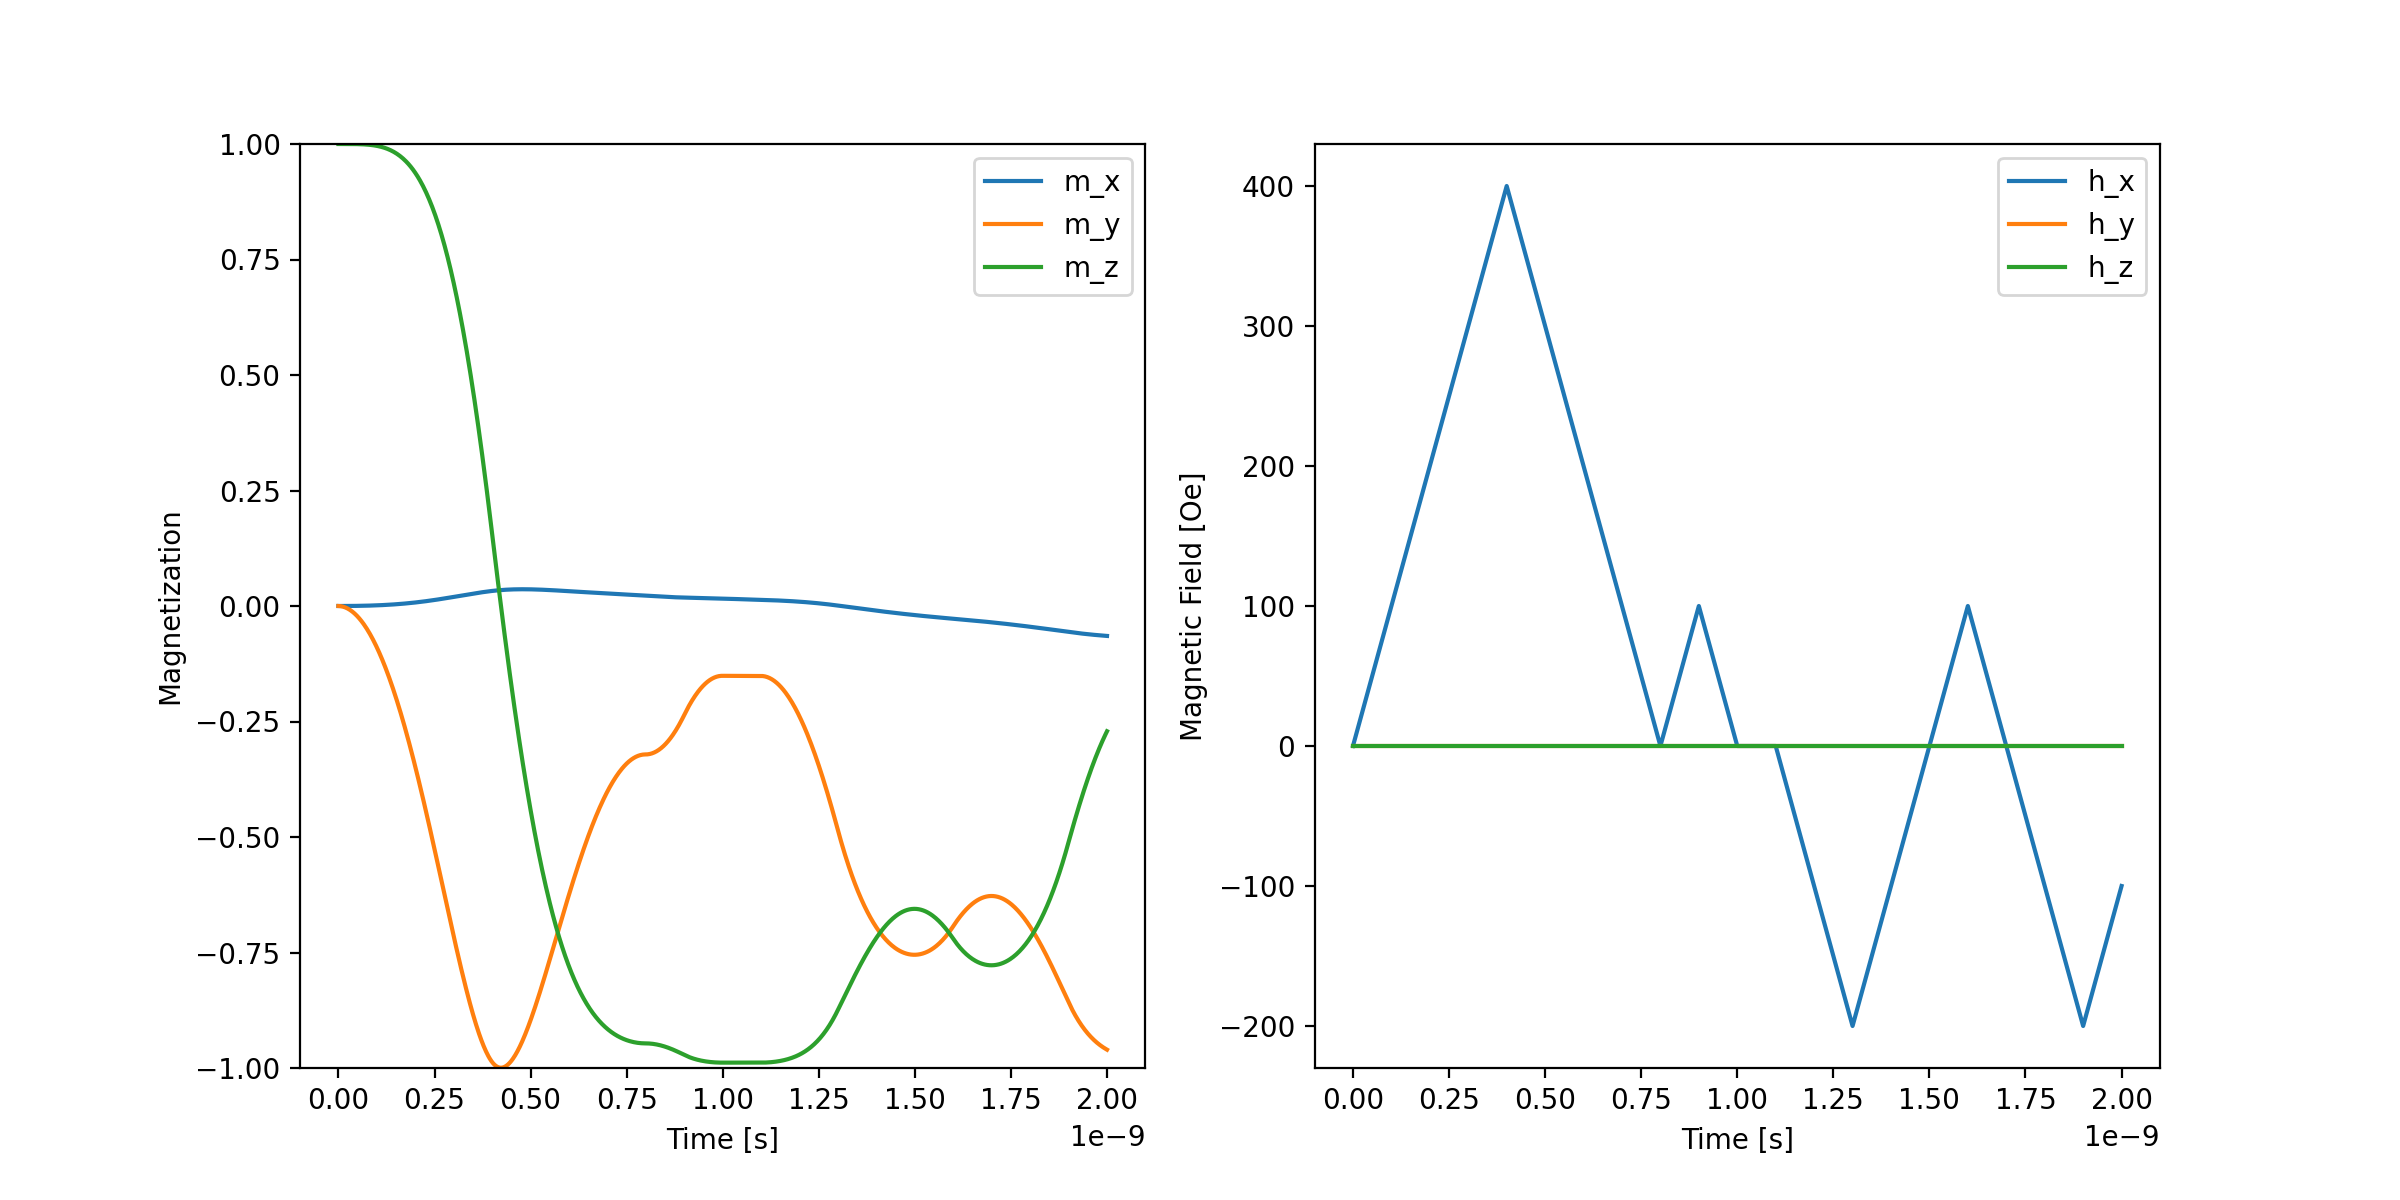 1.00
0.75
0.50
0.25
0.00
−0.25
−0.50
−0.75
−1.00
Magnetization
m_x
m_y
m_z
0.00 0.25 0.50 0.75 1.00 1.25 1.50 1.75 2.00
Time [s]
1e−9
400
300
200
100
0
−100
−200
Magnetic Field [Oe]
h_x
h_y
h_z
0.00 0.25 0.50 0.75 1.00 1.25 1.50 1.75 2.00
Time [s]
1e−9